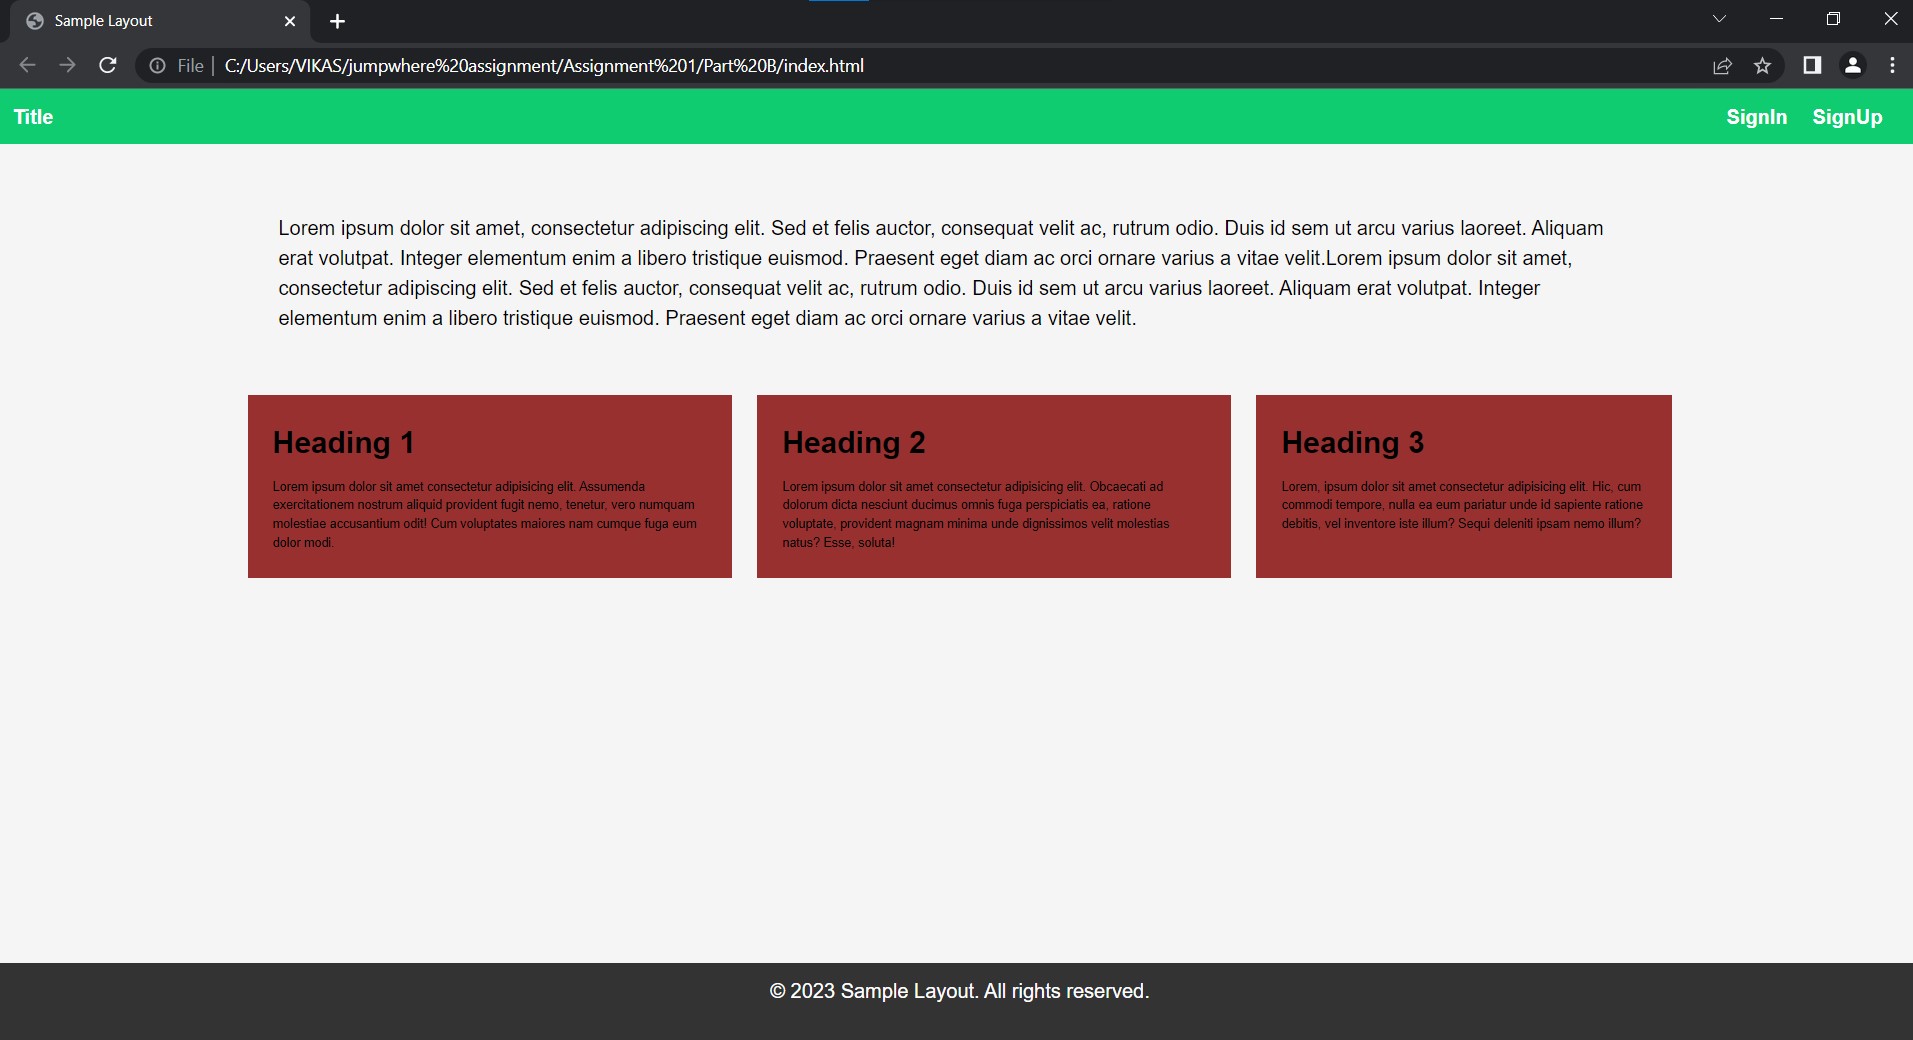 Sample Layout
File | C:/Users/VIKAS/jumpwhere%20assignment/Assignment%201/Part%20B/index.html
Title SignIn SignUp
Lorem ipsum dolor sit amet, consectetur adipiscing elit. Sed et felis auctor, consequat velit ac, rutrum odio. Duis id sem ut arcu varius laoreet. Aliquam
erat volutpat. Integer elementum enim a libero tristique euismod. Praesent eget diam ac orci ornare varius a vitae velit.Lorem ipsum dolor sit amet,
consectetur adipiscing elit. Sed et felis auctor, consequat velit ac, rutrum odio. Duis id sem ut arcu varius laoreet. Aliquam erat volutpat. Integer
elementum enim a libero tristique euismod. Praesent eget diam ac orci ornare varius a vitae velit.
Heading 1
Lorem ipsum dolor sit amet consectetur adipisicing elit. Assumenda
exercitationem nostrum aliquid provident fugit nemo, tenetur, vero numquam
molestiae accusantium odit! Cum voluptates maiores nam cumque fuga eum
dolor modi.
Heading 2
Lorem ipsum dolor sit amet consectetur adipisicing elit. Obcaecati ad
dolorum dicta nesciunt ducimus omnis fuga perspiciatis ea, ratione
voluptate, provident magnam minima unde dignissimos velit molestias
natus? Esse, soluta!
Heading 3
Lorem, ipsum dolor sit amet consectetur adipisicing elit. Hic, cum
commodi tempore, nulla ea eum pariatur unde id sapiente ratione
debitis, vel inventore iste illum? Sequi deleniti ipsam nemo illum?
© 2023 Sample Layout. All rights reserved.